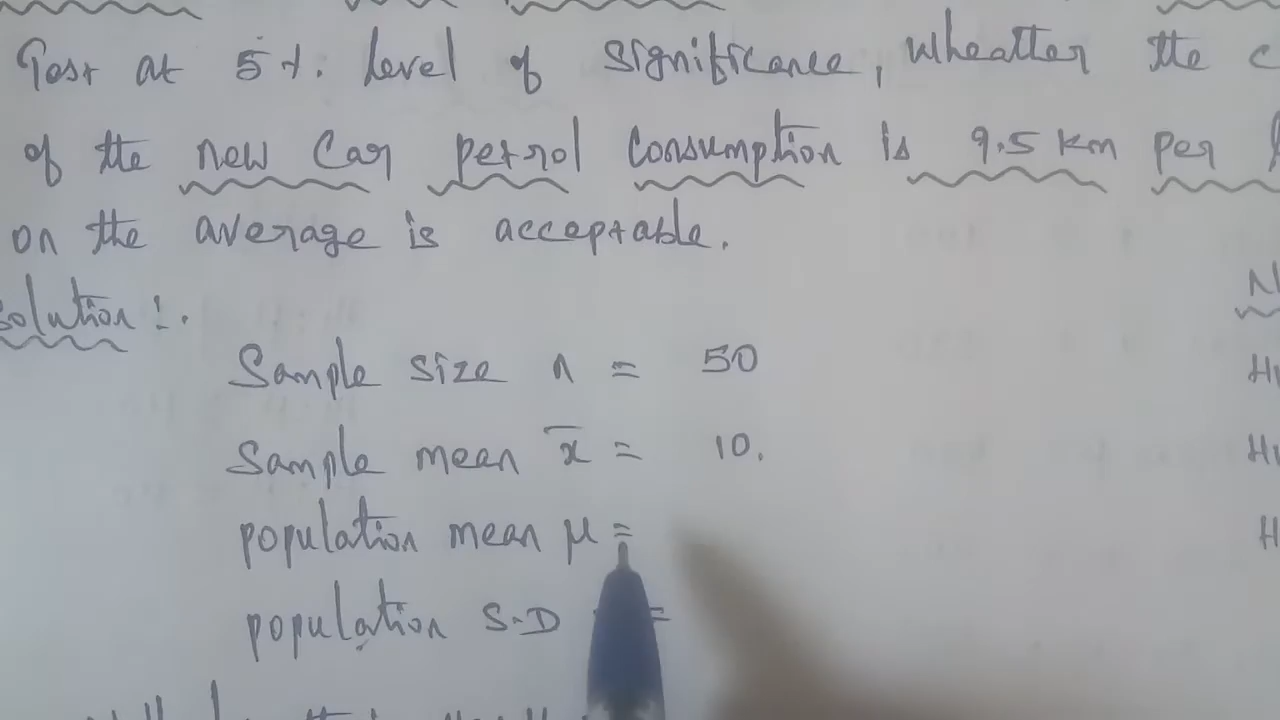 Test at 5%. level of significance, wheatter the c
of the new car petrol consumption is 9.5 km per
on the average is acceptable.
Solution :.
Sample size n = 50
Sample mean x̄ = 10.
population mean μ =
population S.D =